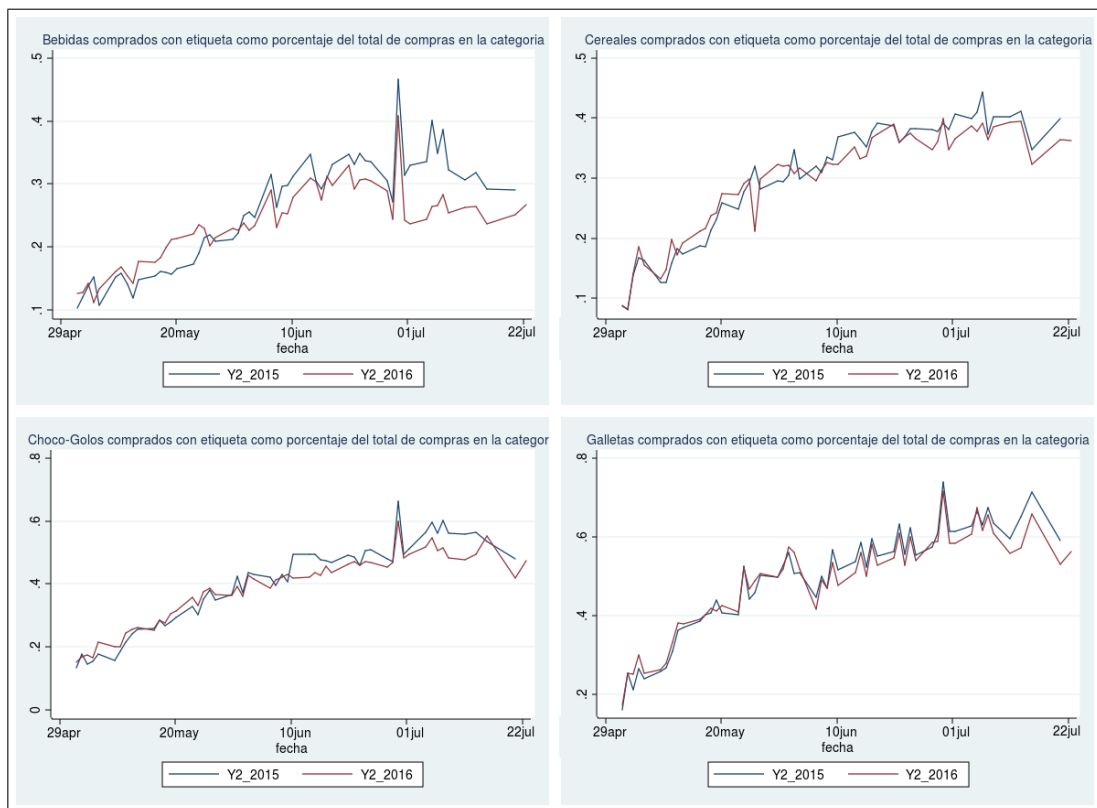 Bebidas comprados con etiqueta como porcentaje del total de compras en la categoria
.5
.4
.3
.2
.1
29apr 20may 10jun 01jul 22jul
fecha
Y2_2015 Y2_2016
Cereales comprados con etiqueta como porcentaje del total de compras en la categoria
.5
.4
.3
.2
.1
29apr 20may 10jun 01jul 22jul
fecha
Y2_2015 Y2_2016
Choco-Golos comprados con etiqueta como porcentaje del total de compras en la categor
.8
.6
.4
.2
0
29apr 20may 10jun 01jul 22jul
fecha
Y2_2015 Y2_2016
Galletas comprados con etiqueta como porcentaje del total de compras en la categoria
.8
.6
.4
.2
29apr 20may 10jun 01jul 22jul
fecha
Y2_2015 Y2_2016